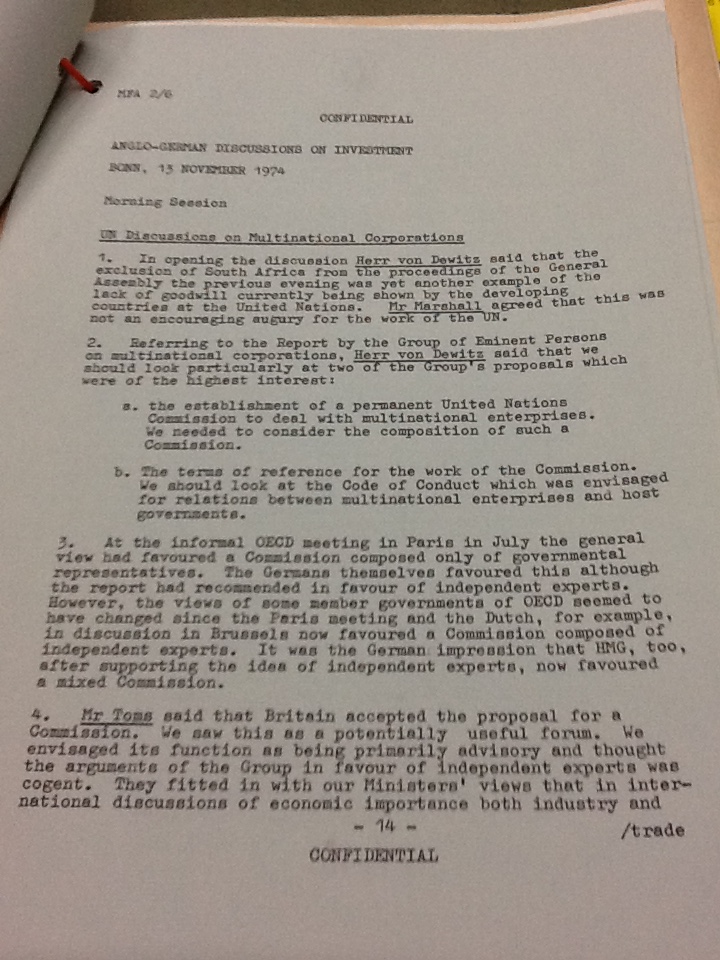 MFA 2/6
CONFIDENTIAL
ANGLO-GERMAN DISCUSSIONS ON INVESTMENT
BONN, 13 NOVEMBER 1974
Morning Session
UN Discussions on Multinational Corporations
1. In opening the discussion Herr von Dewitz said that the
exclusion of South Africa from the proceedings of the General
Assembly the previous evening was yet another example of the
lack of goodwill currently being shown by the developing
countries at the United Nations. Mr Marshall agreed that this was
not an encouraging augury for the work of the UN.
2. Referring to the Report by the Group of Eminent Persons
on multinational corporations, Herr von Dewitz said that we
should look particularly at two of the Group's proposals which
were of the highest interest:
a. the establishment of a permanent United Nations
Commission to deal with multinational enterprises.
We needed to consider the composition of such a
Commission.
b. The terms of reference for the work of the Commission.
We should look at the Code of Conduct which was envisaged
for relations between multinational enterprises and host
governments.
3. At the informal OECD meeting in Paris in July the general
view had favoured a Commission composed only of governmental
representatives. The Germans themselves favoured this although
the report had recommended in favour of independent experts.
However, the views of some member governments of OECD seemed to
have changed since the Paris meeting and the Dutch, for example,
in discussion in Brussels now favoured a Commission composed of
independent experts. It was the German impression that HMG, too,
after supporting the idea of independent experts, now favoured
a mixed Commission.
4. Mr Toms said that Britain accepted the proposal for a
Commission. We saw this as a potentially useful forum. We
envisaged its function as being primarily advisory and thought
the arguments of the Group in favour of independent experts was
cogent. They fitted in with our Ministers' views that in inter-
national discussions of economic importance both industry and
- 14 -
/trade
CONFIDENTIAL